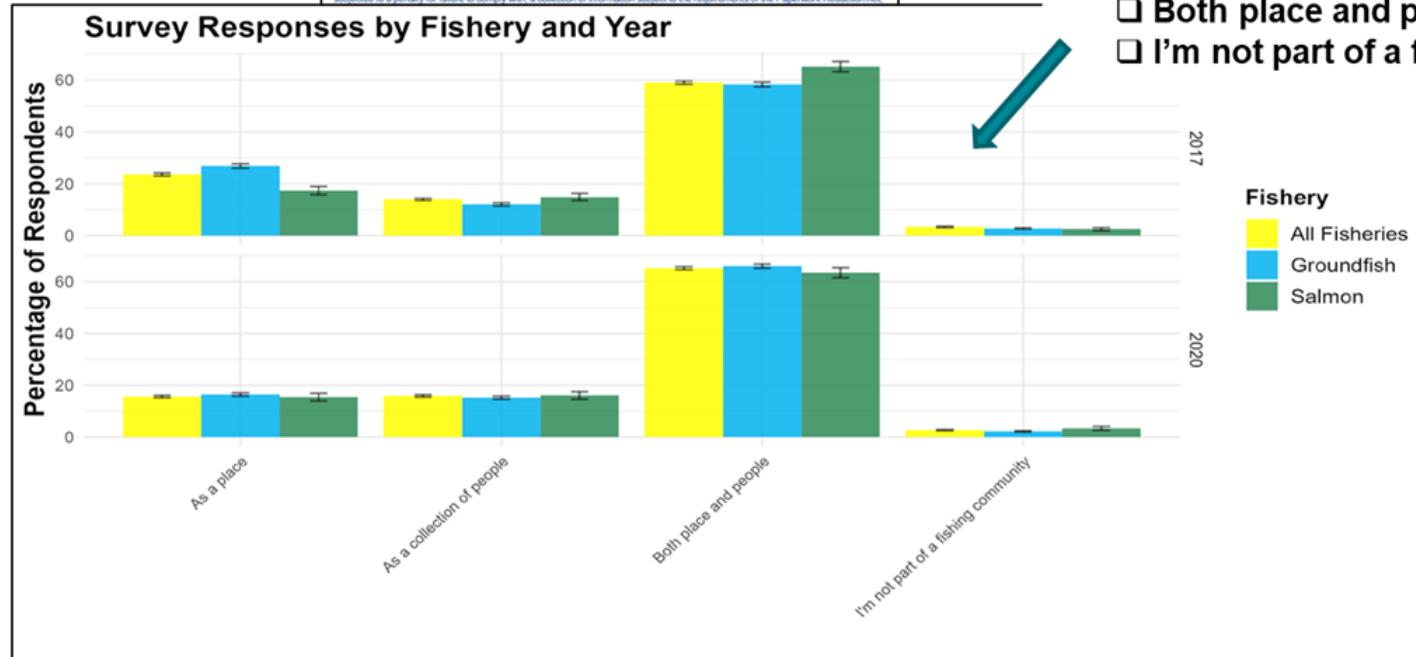 Both place and p
I'm not part of a f
Survey Responses by Fishery and Year
Percentage of Respondents
60
40
20
0
2017
60
40
20
0
2020
As a place
As a collection of people
Both place and people
I'm not part of a fishing community
Fishery
All Fisheries
Groundfish
Salmon